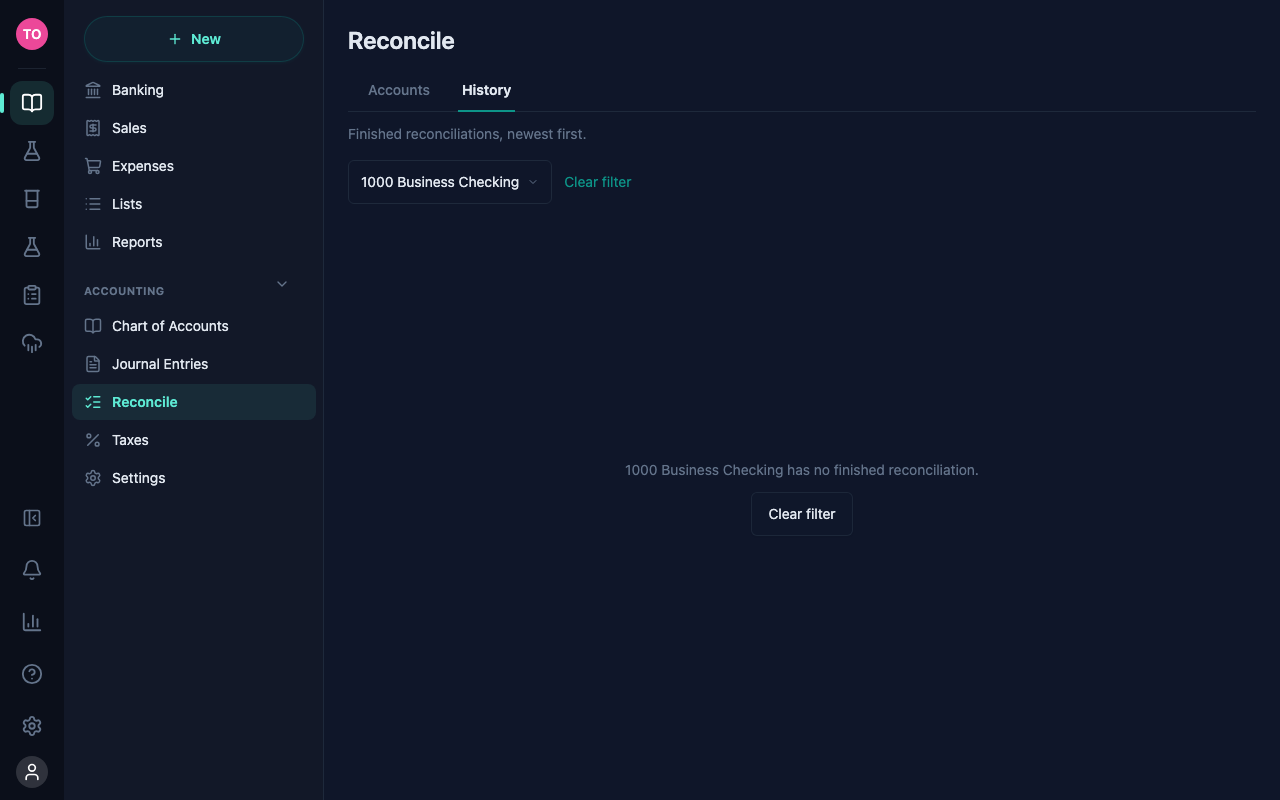 TO
New
Banking
Sales
Expenses
Lists
Reports
ACCOUNTING
Chart of Accounts
Journal Entries
Reconcile
Taxes
Settings
Reconcile
Accounts
History
Finished reconciliations, newest first.
1000 Business Checking
Clear filter
1000 Business Checking has no finished reconciliation.
Clear filter